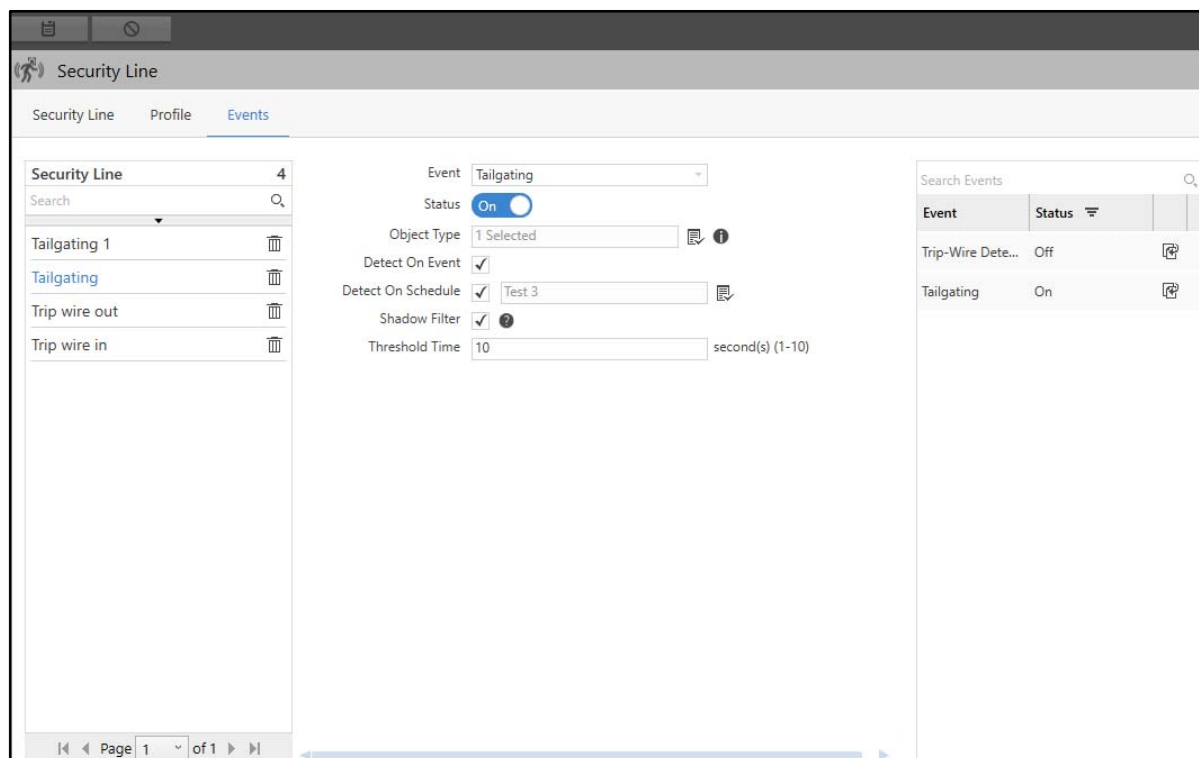 Security Line
Security Line Profile Events
Security Line 4
Search
Tailgating 1
Tailgating
Trip wire out
Trip wire in
Page 1 of 1
Event Tailgating
Status On
Object Type 1 Selected
Detect On Event
Detect On Schedule Test 3
Shadow Filter
Threshold Time 10 second(s) (1-10)
Search Events
Event Status
Trip-Wire Dete... Off
Tailgating On